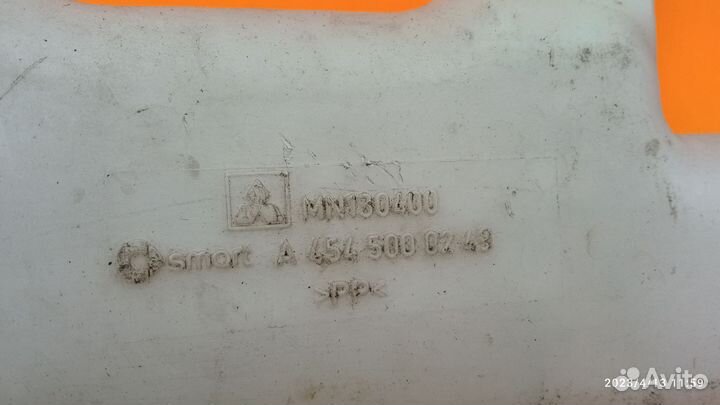 MN130400
smart A 454 500 02 49
>PP<
Avito
2023/4/13 11:59